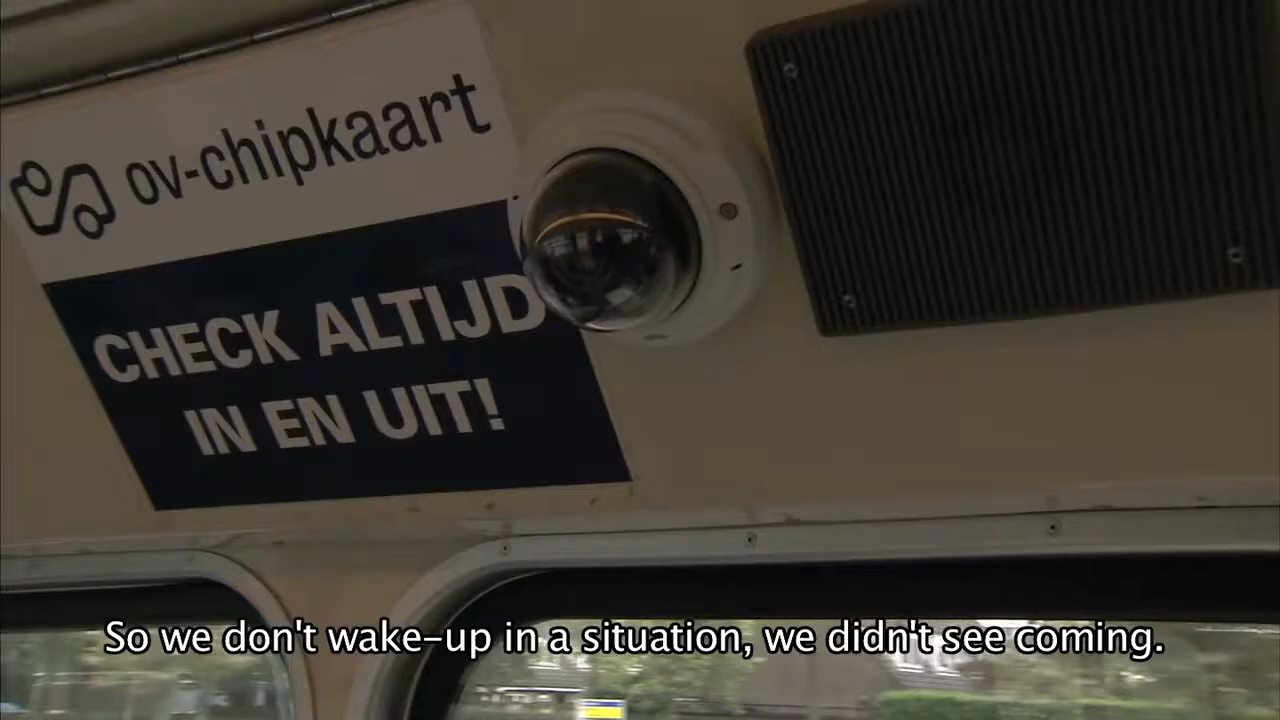 ov-chipkaart
CHECK ALTIJD
IN EN UIT!
So we don't wake-up in a situation, we didn't see coming.